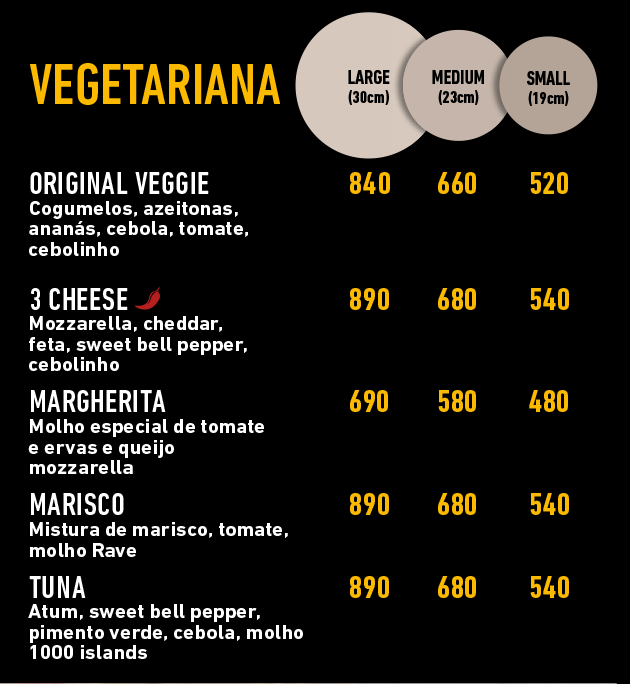 VEGETARIANA
LARGE
(30cm)
MEDIUM
(23cm)
SMALL
(19cm)
ORIGINAL VEGGIE 840 660 520
Cogumelos, azeitonas,
ananás, cebola, tomate,
cebolinho
3 CHEESE 890 680 540
Mozzarella, cheddar,
feta, sweet bell pepper,
cebolinho
MARGHERITA 690 580 480
Molho especial de tomate
e ervas e queijo
mozzarella
MARISCO 890 680 540
Mistura de marisco, tomate,
molho Rave
TUNA 890 680 540
Atum, sweet bell pepper,
pimento verde, cebola, molho
1000 islands